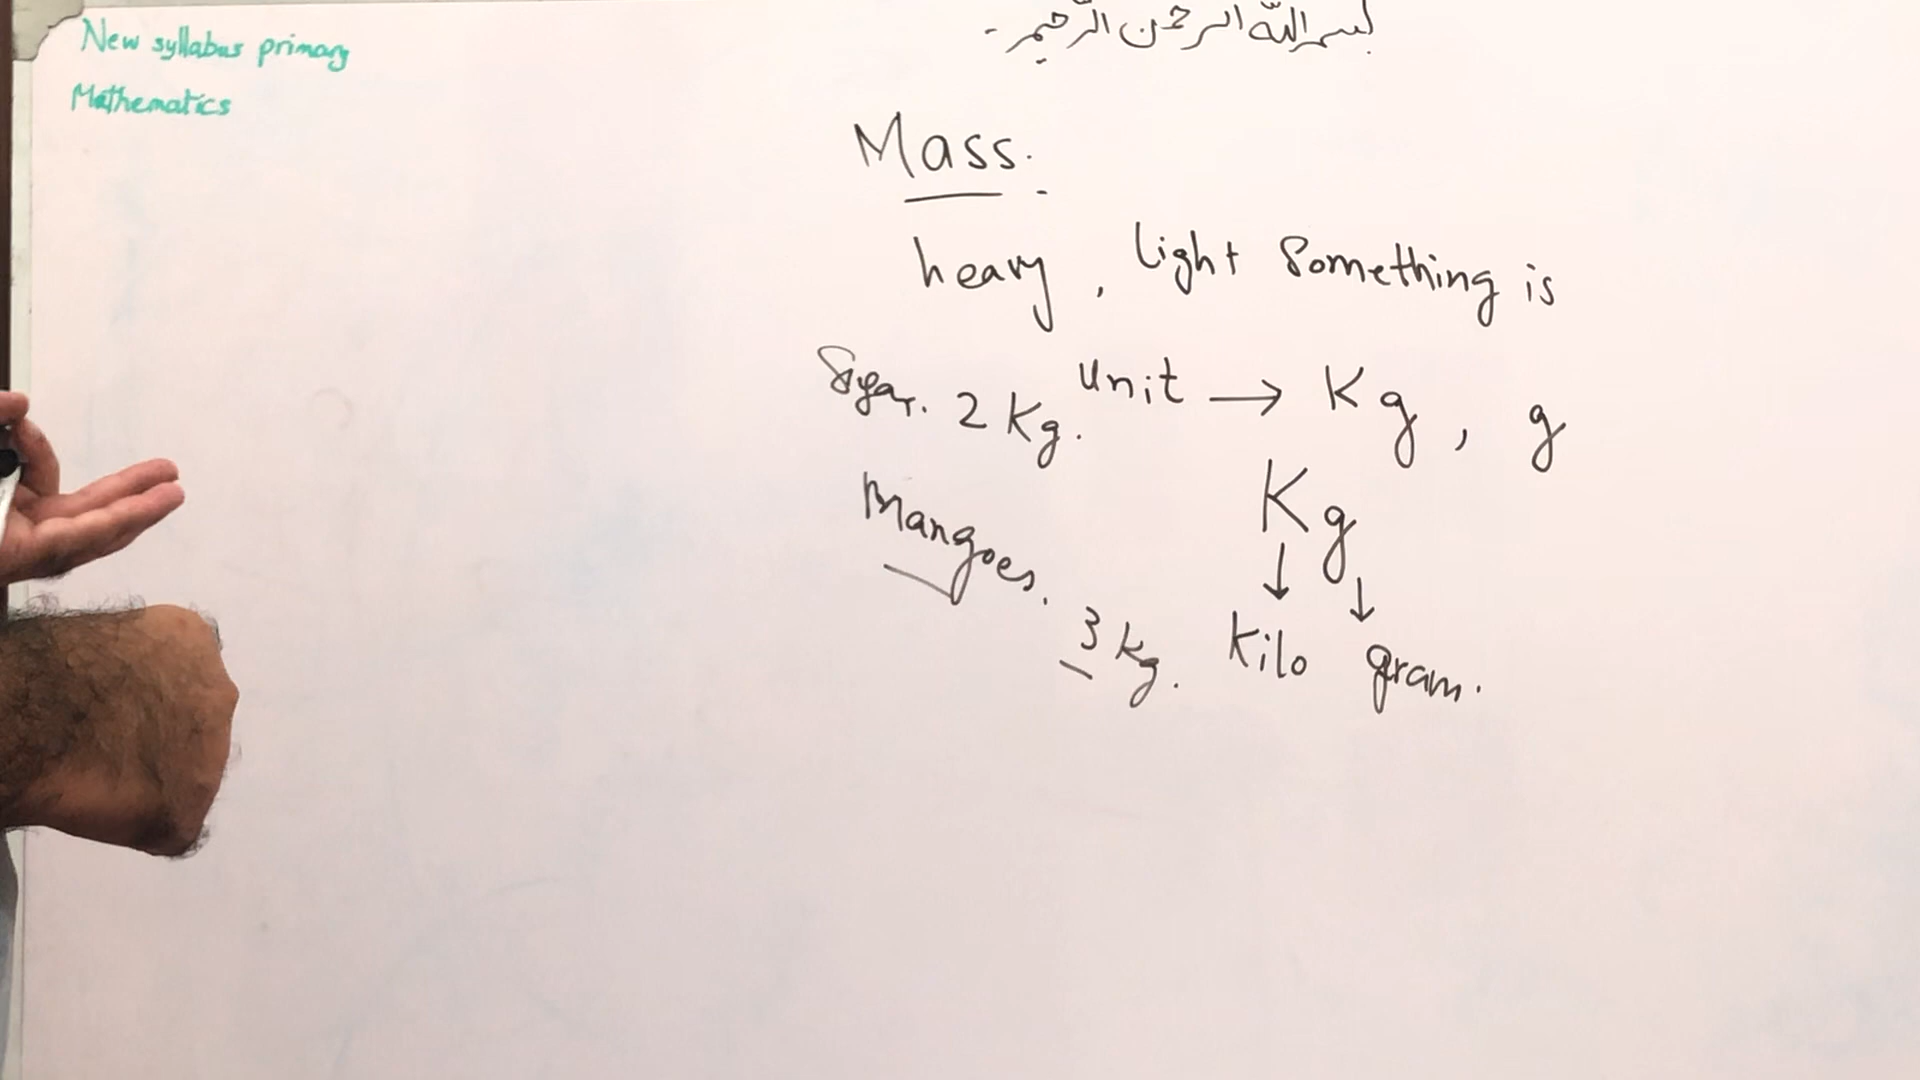 New syllabus primary
Mathematics
بسم الله الرحمن الرحيم -
Mass.
heavy, light Something is
Sugar. 2 Kg.
Unit → Kg, g
Kg
↓ ↓
Kilo gram.
Mangoes.
3 kg.